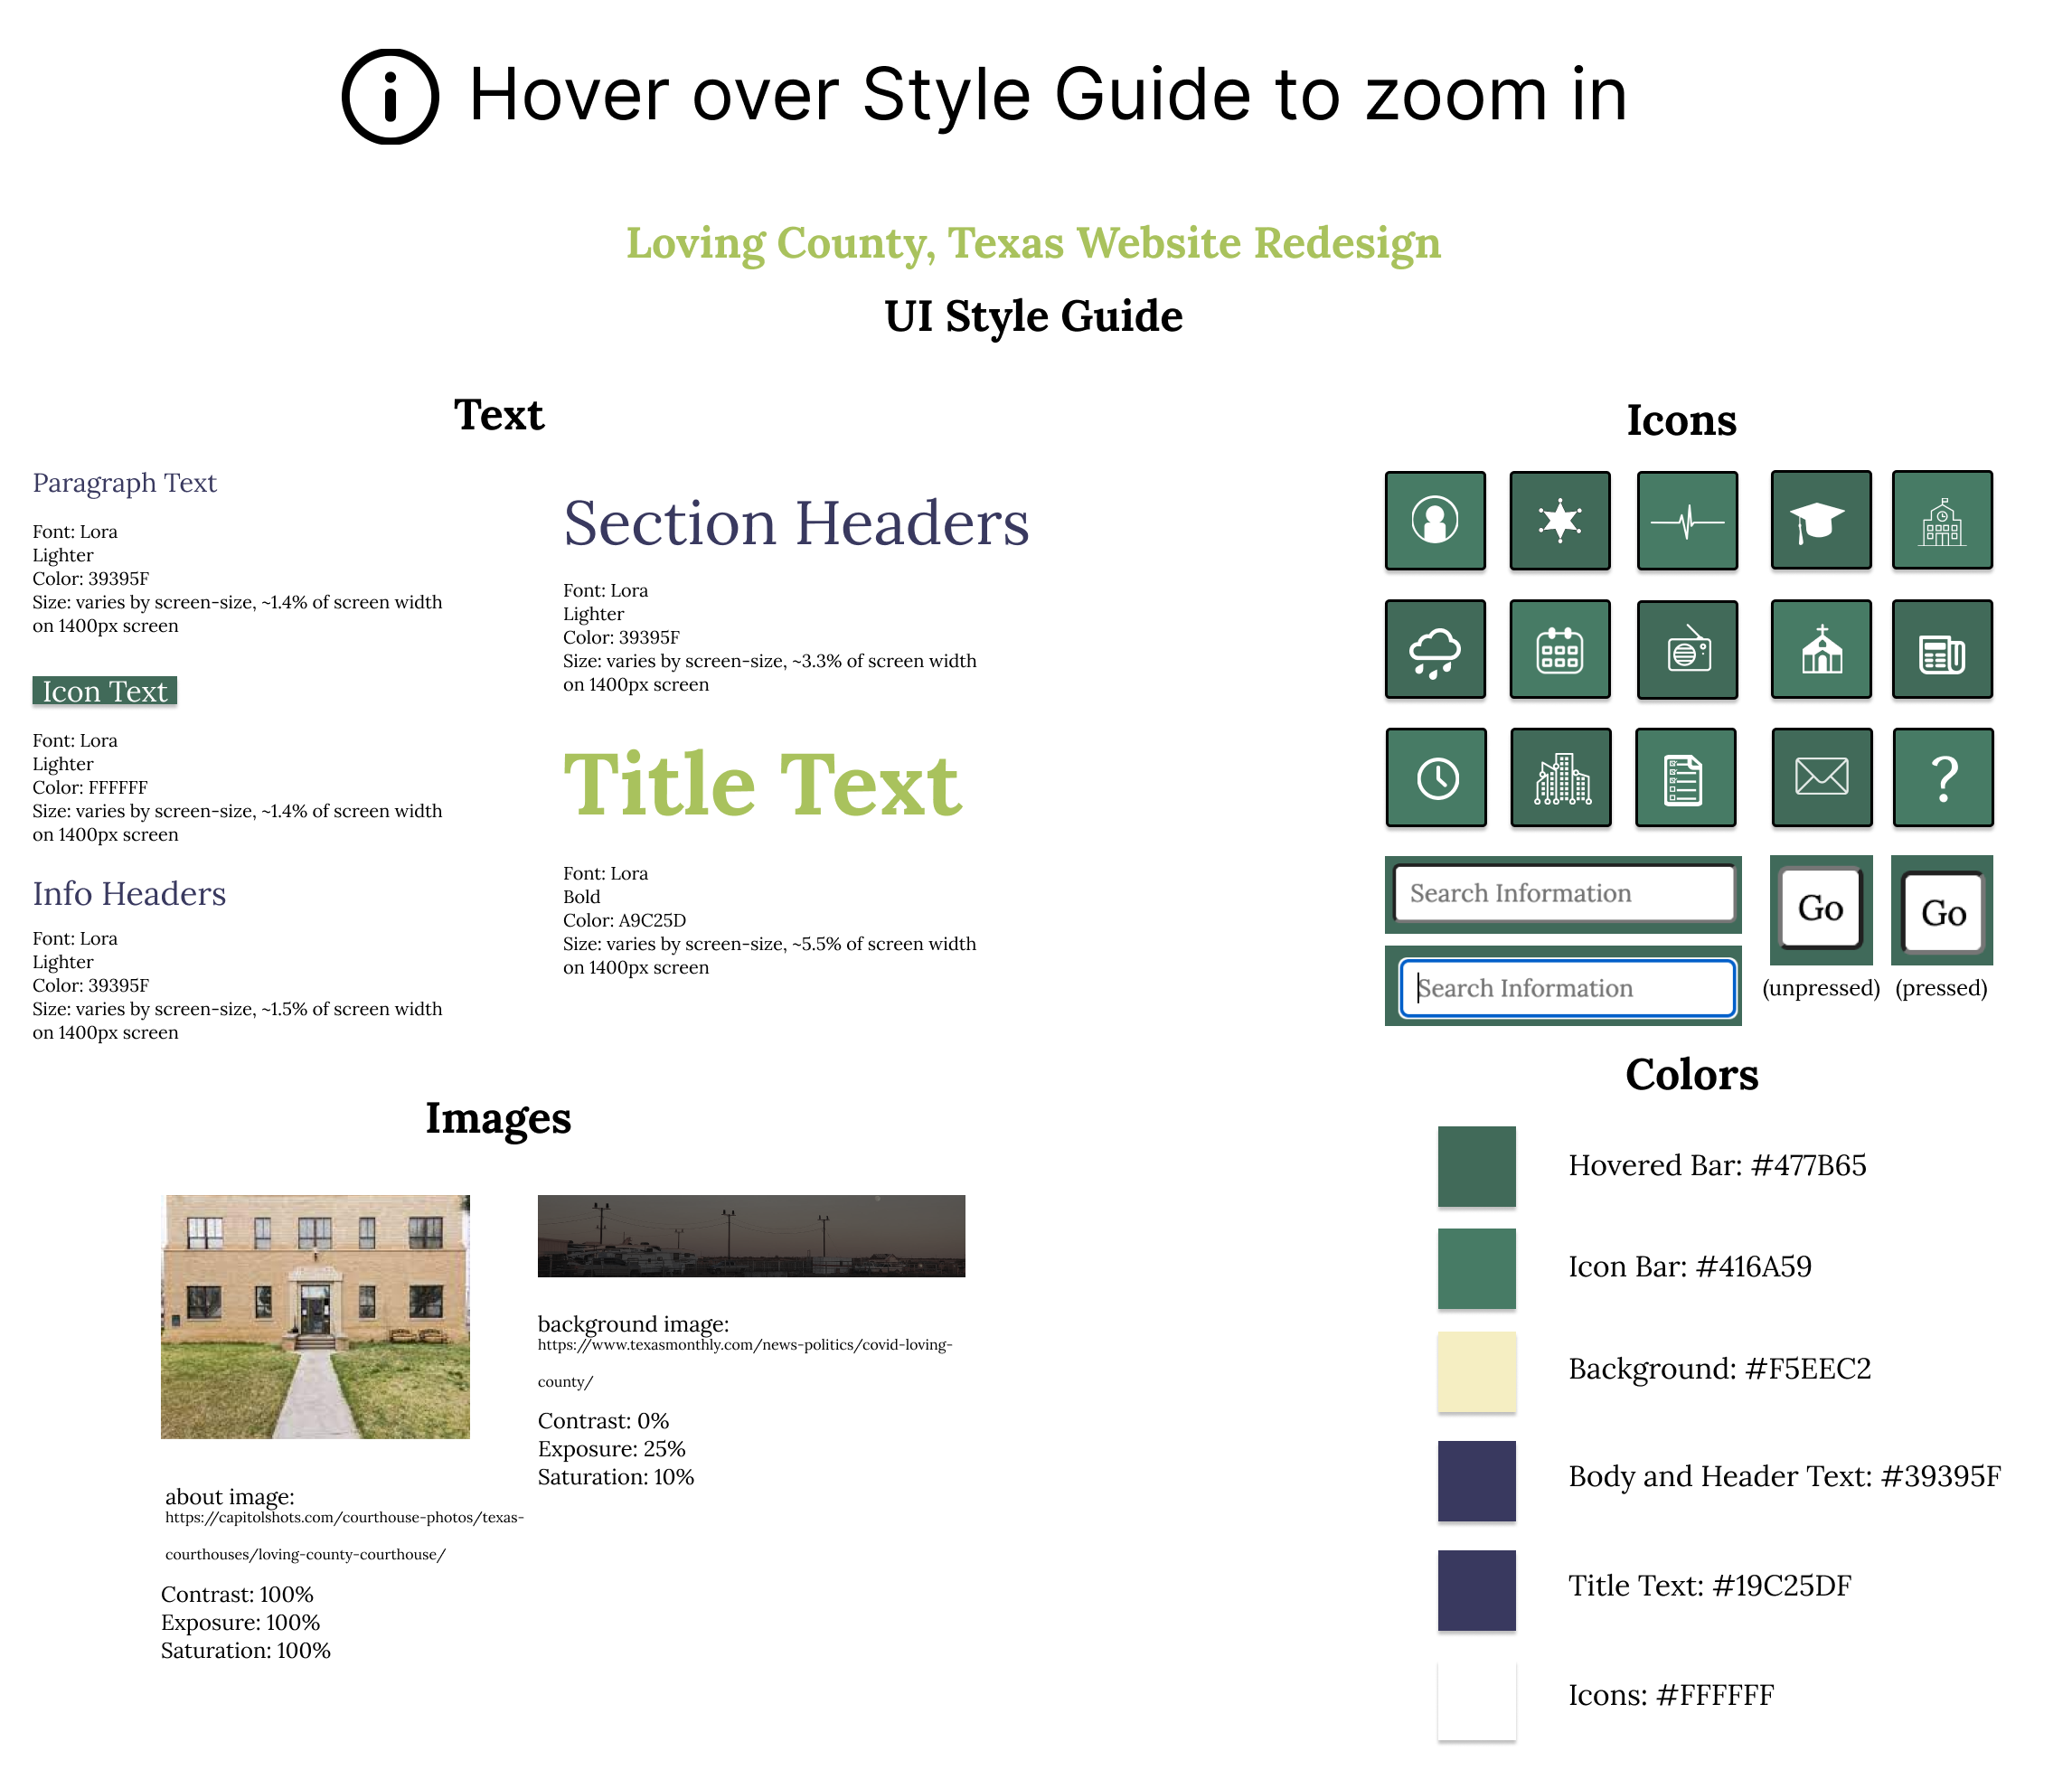 Hover over Style Guide to zoom in
Loving County, Texas Website Redesign
UI Style Guide
Text
Paragraph Text
Font: Lora
Lighter
Color: 39395F
Size: varies by screen-size, ~1.4% of screen width
on 1400px screen
Icon Text
Font: Lora
Lighter
Color: FFFFFF
Size: varies by screen-size, ~1.4% of screen width
on 1400px screen
Info Headers
Font: Lora
Lighter
Color: 39395F
Size: varies by screen-size, ~1.5% of screen width
on 1400px screen
Section Headers
Font: Lora
Lighter
Color: 39395F
Size: varies by screen-size, ~3.3% of screen width
on 1400px screen
Title Text
Font: Lora
Bold
Color: A9C25D
Size: varies by screen-size, ~5.5% of screen width
on 1400px screen
Icons
?
Search Information
Go
Go
Search Information
(unpressed)
(pressed)
Images
about image:
https://capitolshots.com/courthouse-photos/texas-
courthouses/loving-county-courthouse/
Contrast: 100%
Exposure: 100%
Saturation: 100%
background image:
https://www.texasmonthly.com/news-politics/covid-loving-
county/
Contrast: 0%
Exposure: 25%
Saturation: 10%
Colors
Hovered Bar: #477B65
Icon Bar: #416A59
Background: #F5EEC2
Body and Header Text: #39395F
Title Text: #19C25DF
Icons: #FFFFFF